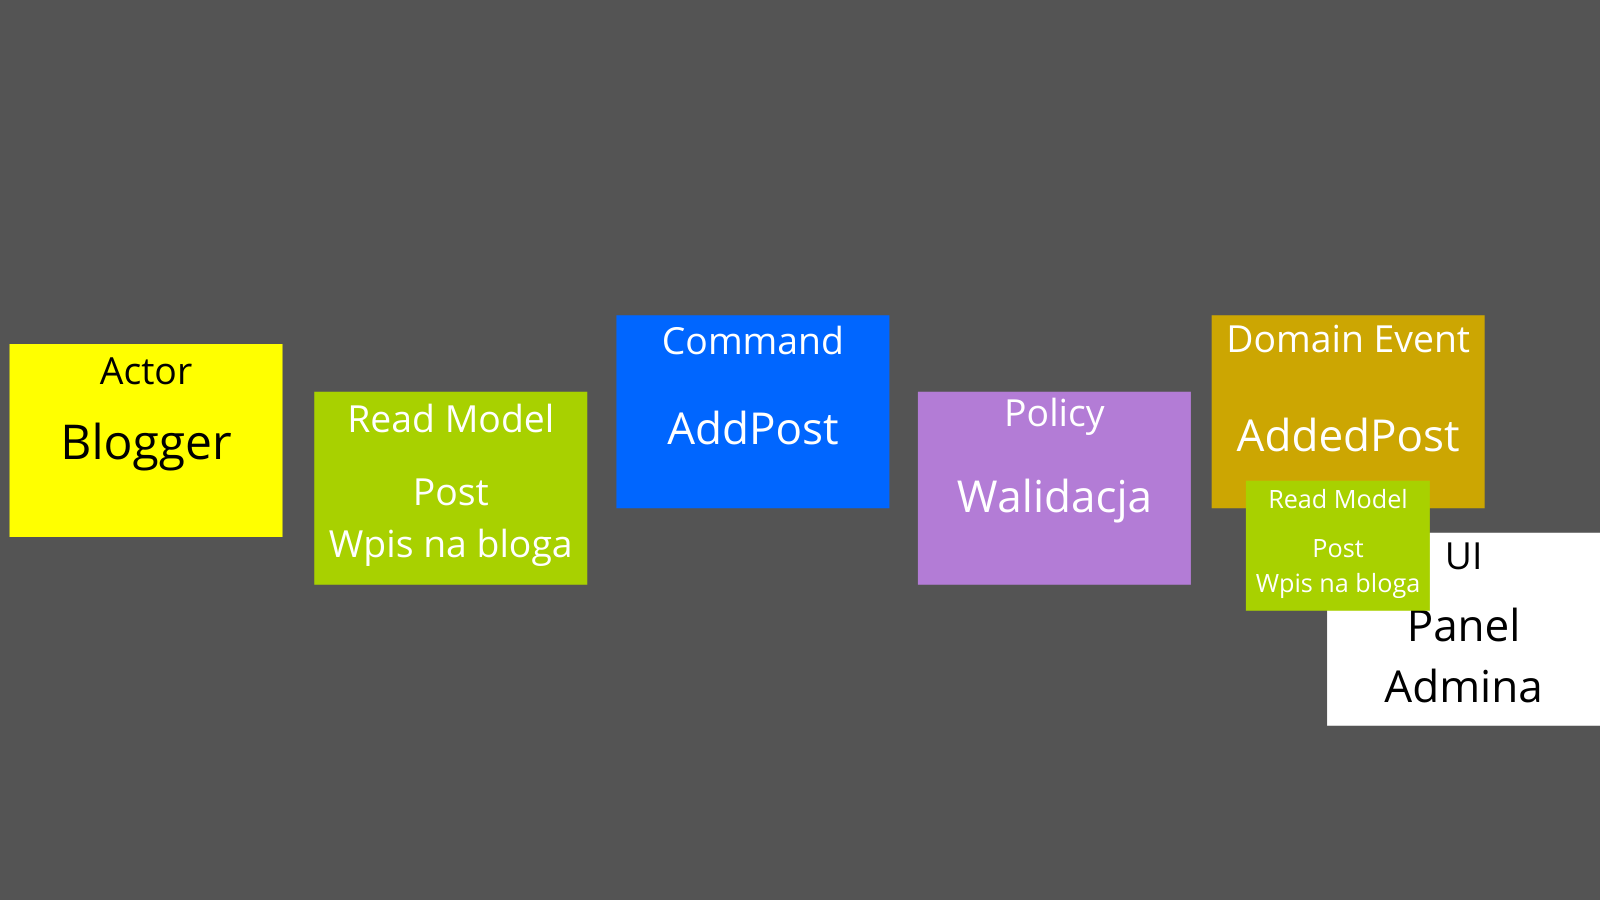 Actor
Blogger
Read Model
Post
Wpis na bloga
Command
AddPost
Policy
Walidacja
Domain Event
AddedPost
Read Model
Post
Wpis na bloga
UI
Panel
Admina